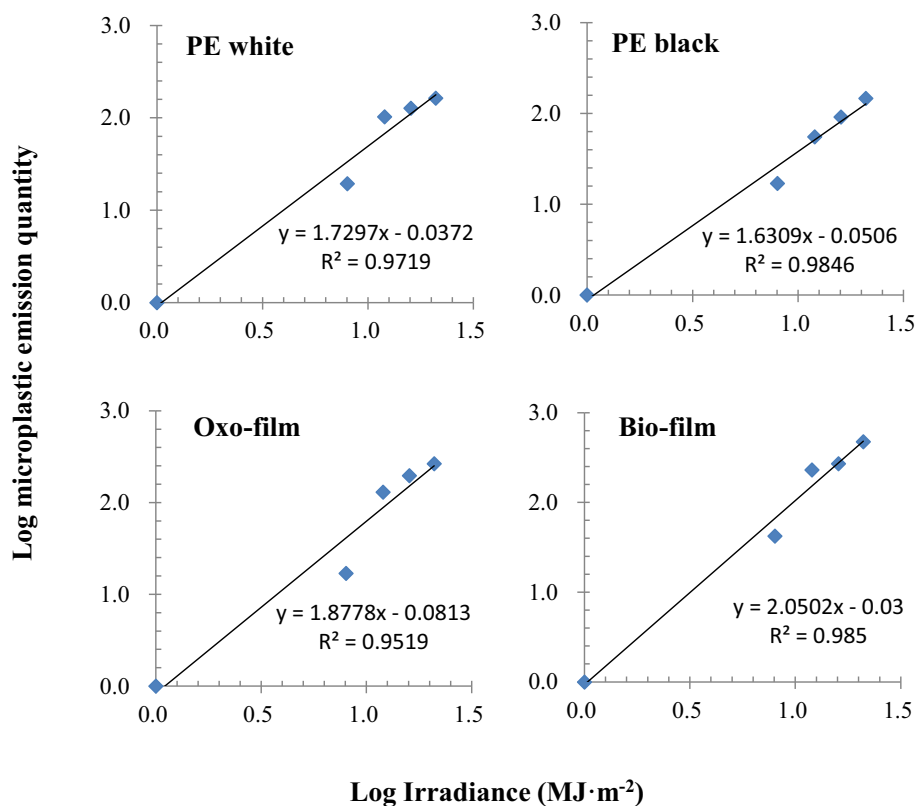 Log microplastic emission quantity
PE white
3.0
2.0
1.0
0.0
y = 1.7297x - 0.0372
R² = 0.9719
0.0 0.5 1.0 1.5
PE black
3.0
2.0
1.0
0.0
y = 1.6309x - 0.0506
R² = 0.9846
0.0 0.5 1.0 1.5
Oxo-film
3.0
2.0
1.0
0.0
y = 1.8778x - 0.0813
R² = 0.9519
0.0 0.5 1.0 1.5
Bio-film
3.0
2.0
1.0
0.0
y = 2.0502x - 0.03
R² = 0.985
0.0 0.5 1.0 1.5
Log Irradiance (MJ·m⁻²)